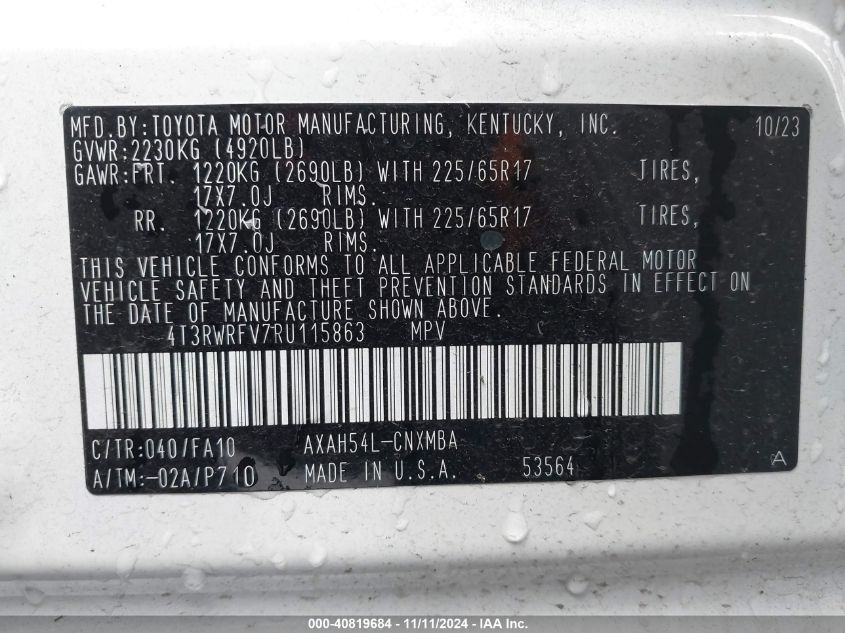 MFD.BY:TOYOTA MOTOR MANUFACTURING, KENTUCKY, INC. 10/23
GVWR:2230KG (4920LB)
GAWR:FRT. 1220KG (2690LB) WITH 225/65R17 TIRES,
17X7.0J RIMS.
RR. 1220KG (2690LB) WITH 225/65R17 TIRES,
17X7.0J RIMS.
THIS VEHICLE CONFORMS TO ALL APPLICABLE FEDERAL MOTOR
VEHICLE SAFETY AND THEFT PREVENTION STANDARDS IN EFFECT ON
THE DATE OF MANUFACTURE SHOWN ABOVE.
4T3RWRFV7RU115863 MPV
C/TR:040/FA10 AXAH54L-CNXMBA
A/TM:-02A/P710 MADE IN U.S.A. 53564 A
000-40819684 - 11/11/2024 - IAA Inc.